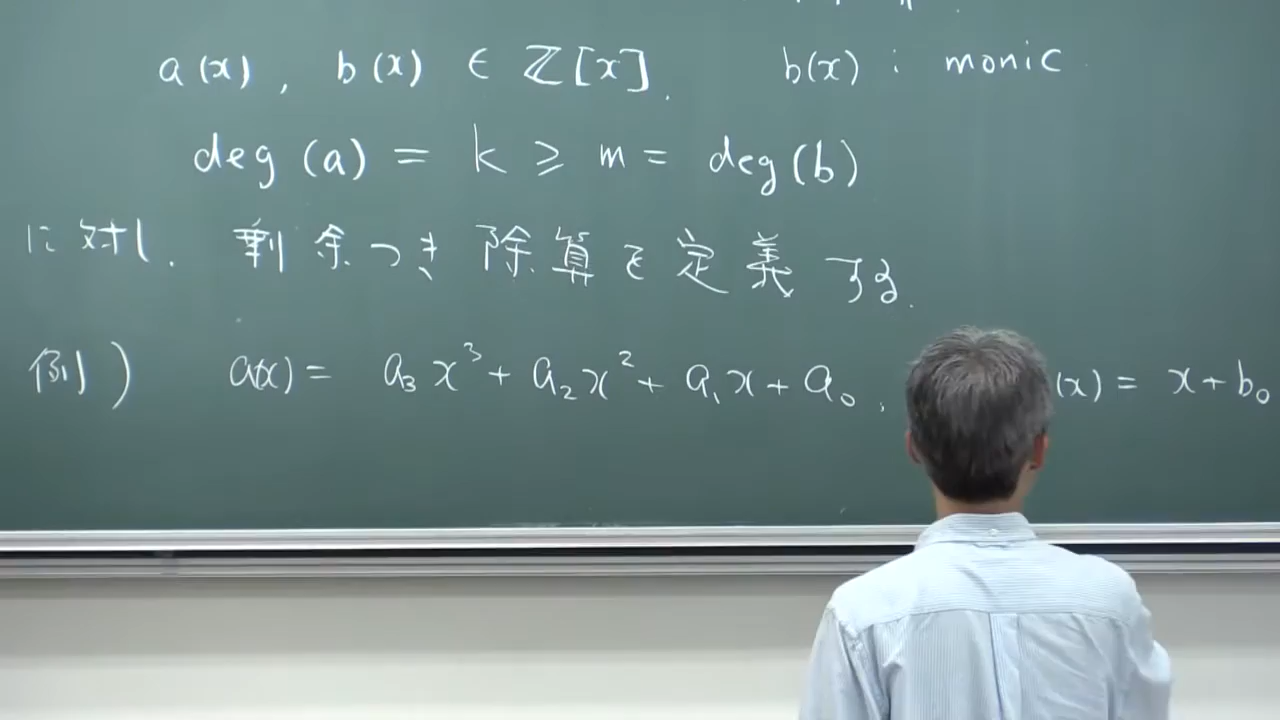 a(x), b(x) ∈ ℤ[x]. b(x) : monic
deg(a) = k ≥ m = deg(b)
に対し. 剰余つき除算を定義する.
例) a(x) = a₃x³ + a₂x² + a₁x + a₀, (x) = x + b₀